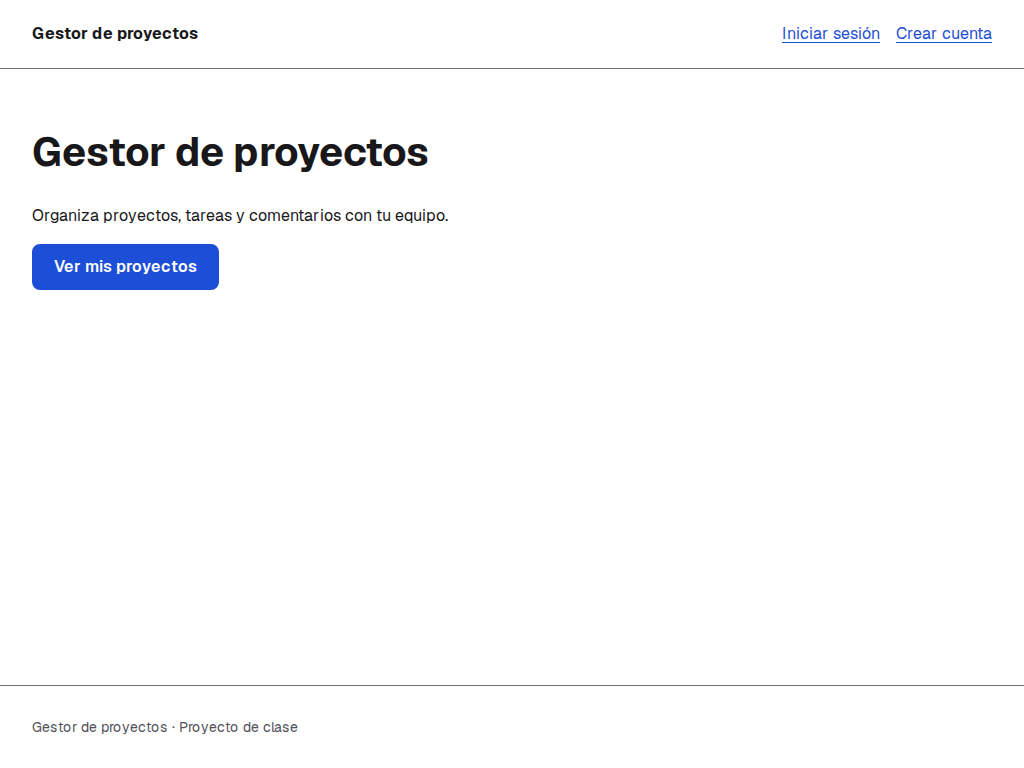 Gestor de proyectos
Iniciar sesión Crear cuenta
Gestor de proyectos
Organiza proyectos, tareas y comentarios con tu equipo.
Ver mis proyectos
Gestor de proyectos · Proyecto de clase